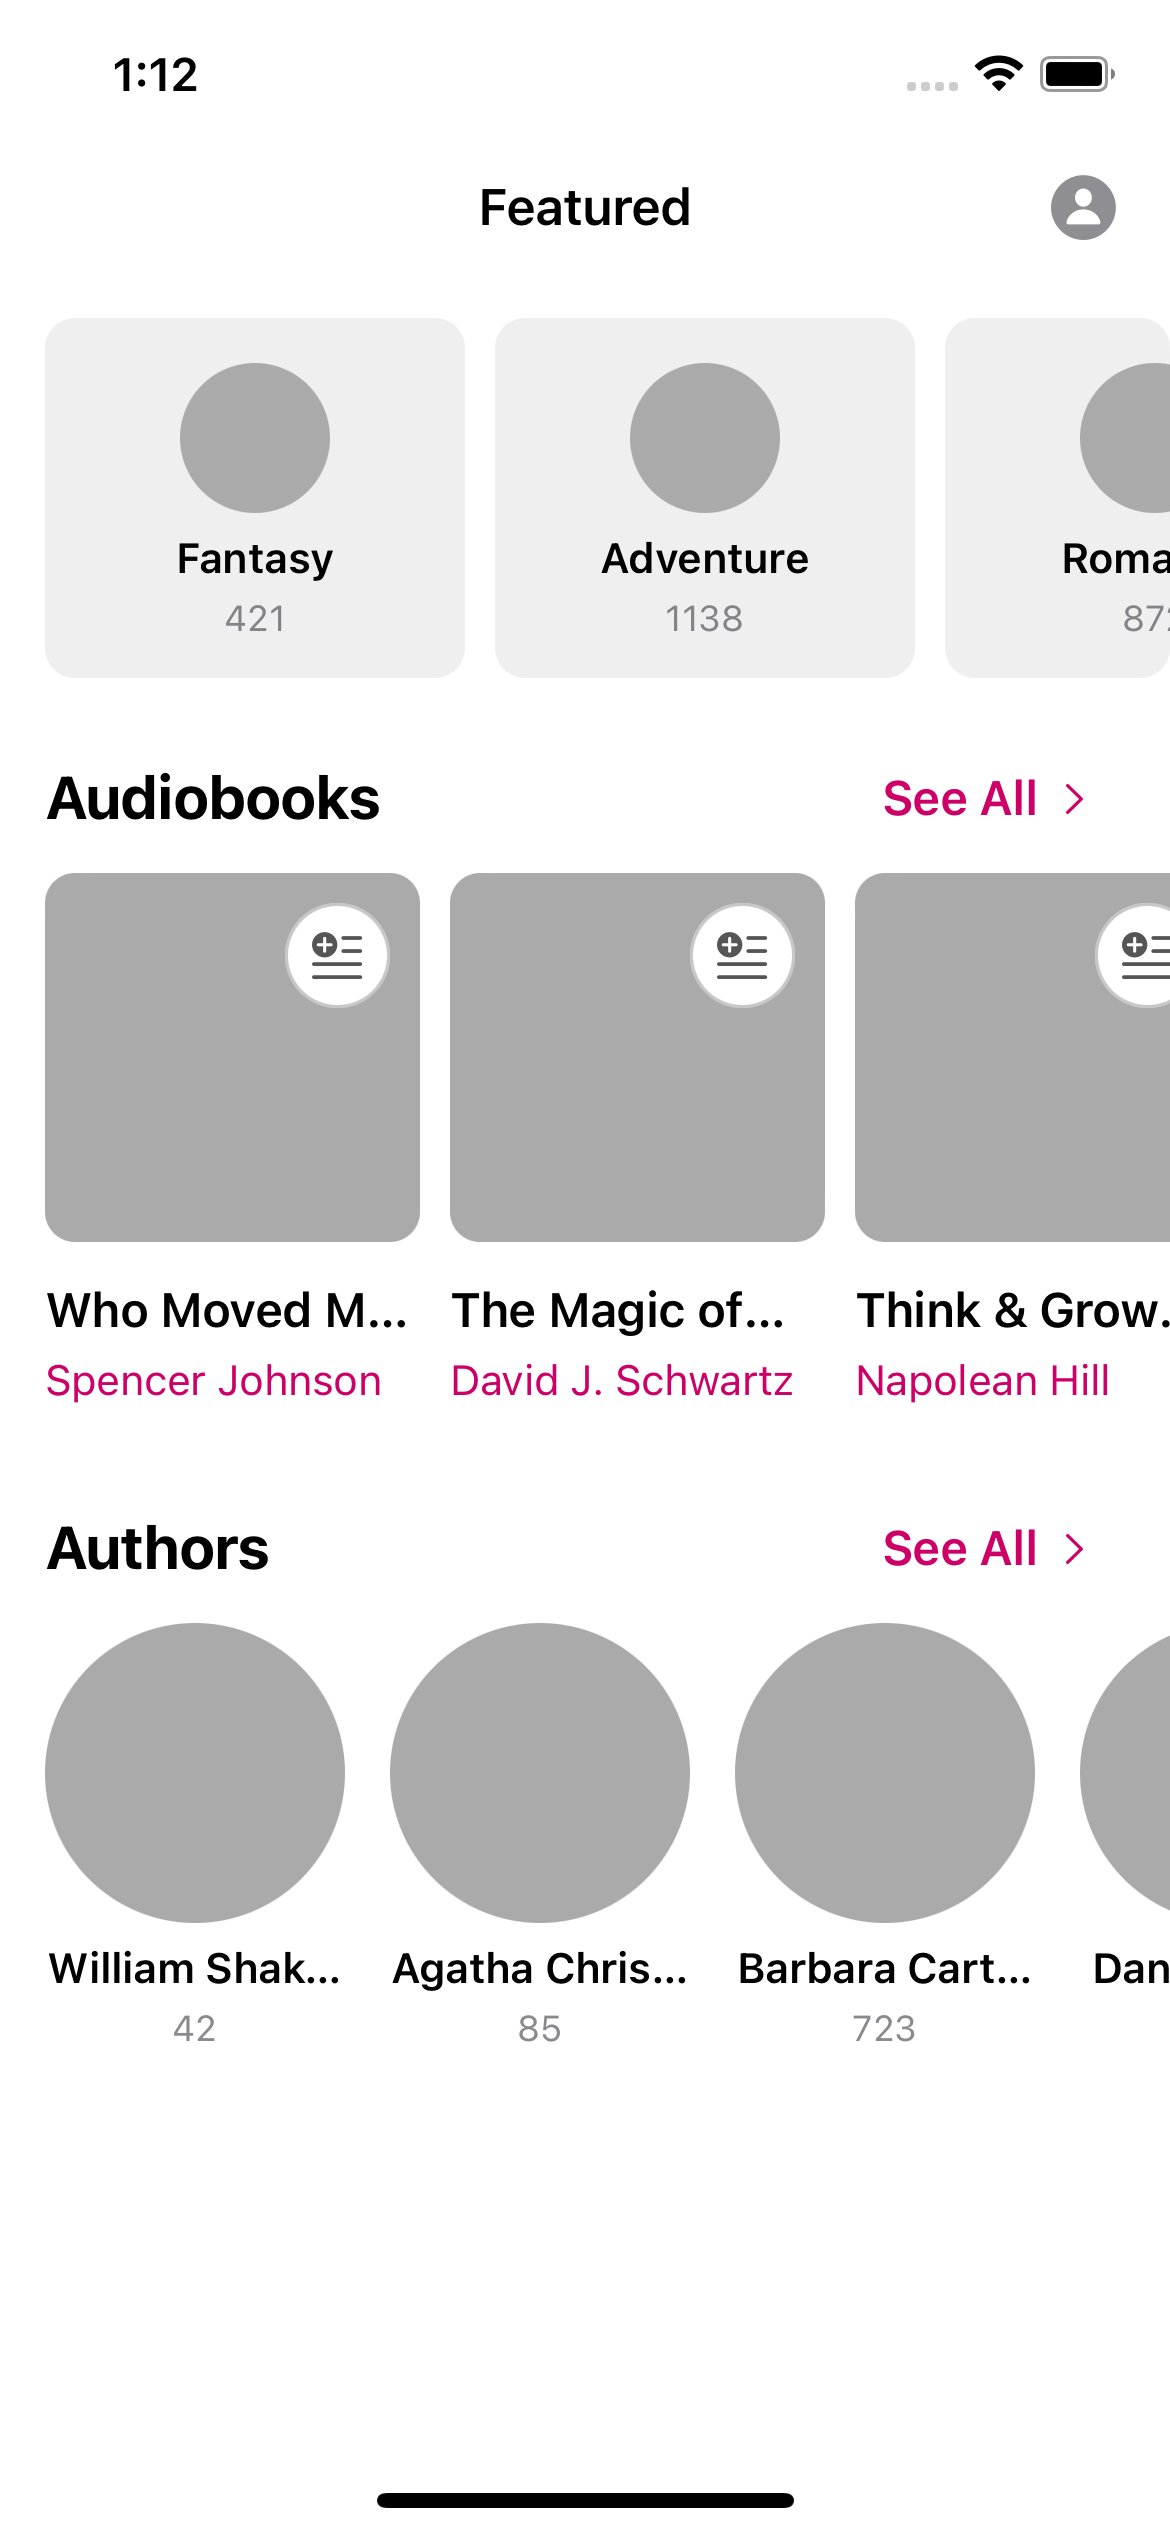 1:12
Featured
Fantasy
421
Adventure
1138
Roma
872
Audiobooks
See All
Who Moved M...
Spencer Johnson
The Magic of...
David J. Schwartz
Think & Grow.
Napolean Hill
Authors
See All
William Shak...
42
Agatha Chris...
85
Barbara Cart...
723
Dan